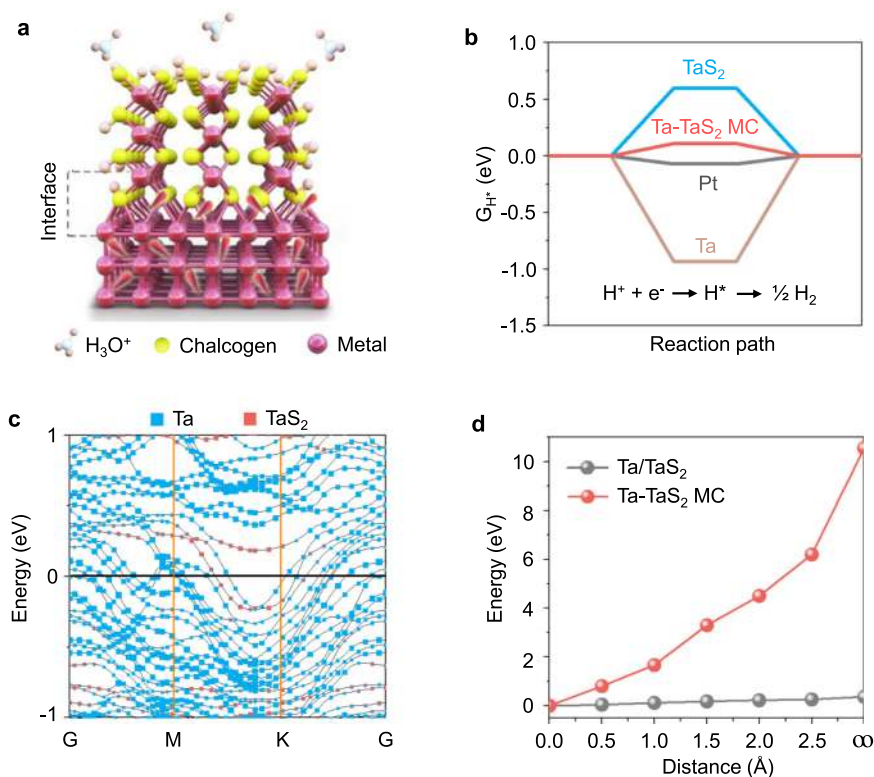 a
Interface
H₃O⁺ Chalcogen Metal
b
1.0
0.5
0.0
-0.5
-1.0
-1.5
G_H* (eV)
TaS₂
Ta-TaS₂ MC
Pt
Ta
H⁺ + e⁻ → H* → ½ H₂
Reaction path
c
Ta TaS₂
1
0
-1
Energy (eV)
G M K G
d
10
8
6
4
2
0
Energy (eV)
Ta/TaS₂
Ta-TaS₂ MC
0.0 0.5 1.0 1.5 2.0 2.5 ∞
Distance (Å)